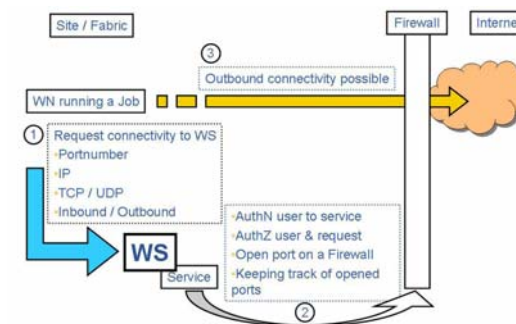 Site / Fabric
Firewall
Internet
3
Outbound connectivity possible
WN running a Job
1
Request connectivity to WS
•Portnumber
•IP
•TCP / UDP
•Inbound / Outbound
WS
Service
•AuthN user to service
•AuthZ user & request
•Open port on a Firewall
•Keeping track of opened
ports
2